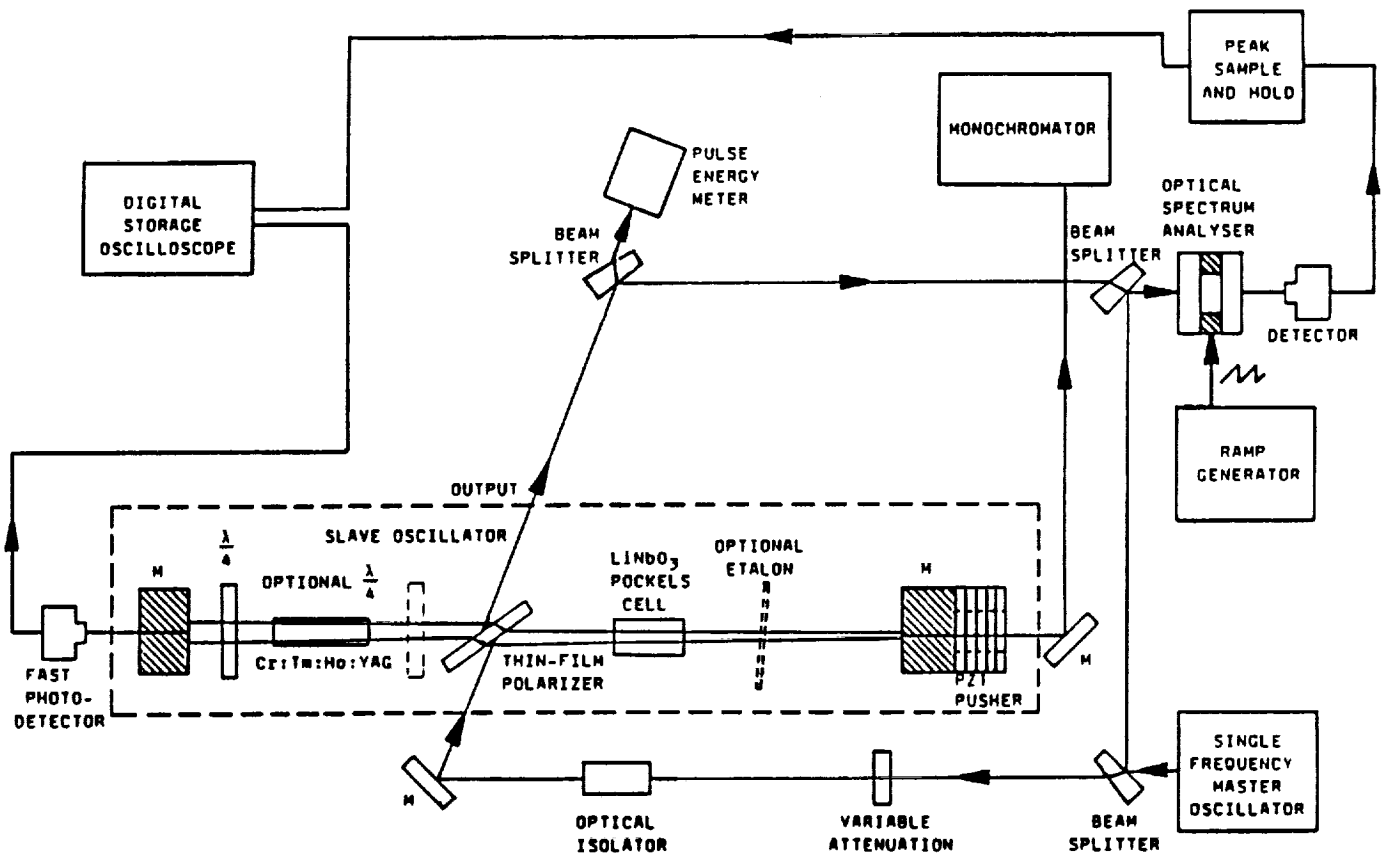 PEAK
SAMPLE
AND HOLD
MONOCHROMATOR
PULSE
ENERGY
METER
OPTICAL
SPECTRUM
ANALYSER
DIGITAL
STORAGE
OSCILLOSCOPE
BEAM
SPLITTER
BEAM
SPLITTER
DETECTOR
RAMP
GENERATOR
OUTPUT
SLAVE OSCILLATOR
λ/4
M
OPTIONAL λ/4
LiNbO3
POCKELS
CELL
OPTIONAL
ETALON
M
Cr:Tm:Ho:YAG
THIN-FILM
POLARIZER
PZT
PUSHER
M
FAST
PHOTO-
DETECTOR
M
OPTICAL
ISOLATOR
VARIABLE
ATTENUATION
BEAM
SPLITTER
SINGLE
FREQUENCY
MASTER
OSCILLATOR